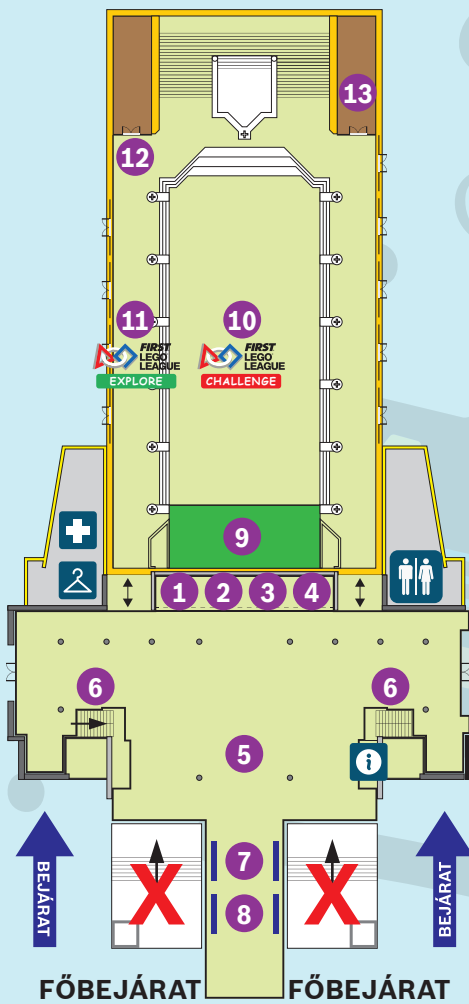 13
12
11
10
FIRST
LEGO
LEAGUE
EXPLORE
FIRST
LEGO
LEAGUE
CHALLENGE
9
1 2 3 4
6 6
5
i
7
X X
8
BEJÁRAT
BEJÁRAT
FŐBEJÁRAT FŐBEJÁRAT